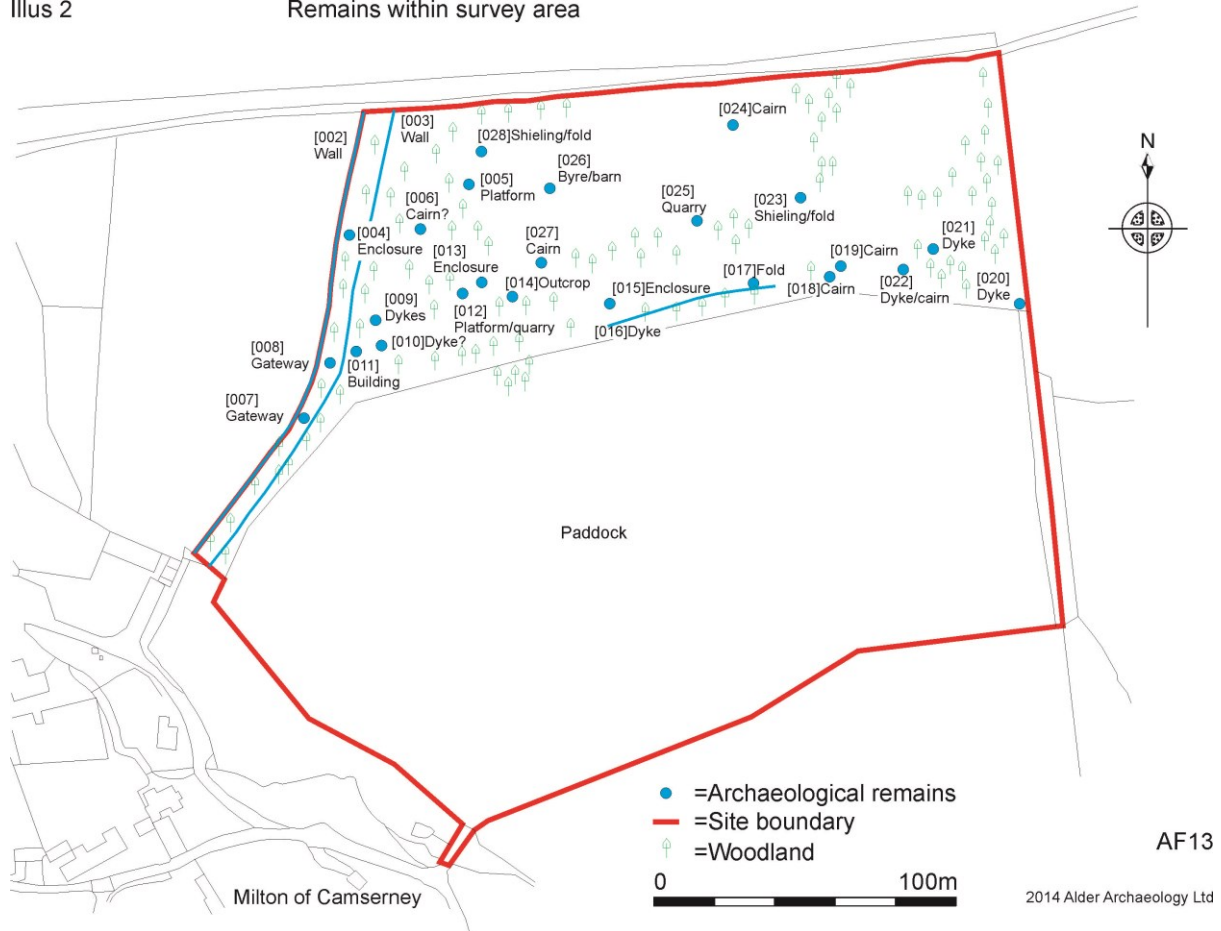 Illus 2
Remains within survey area
N
[002]
Wall
[003]
Wall
[028]Shieling/fold
[024]Cairn
[005]
Platform
[026]
Byre/barn
[006]
Cairn?
[025]
Quarry
[023]
Shieling/fold
[004]
Enclosure
[013]
Enclosure
[027]
Cairn
[021]
Dyke
[019]Cairn
[014]Outcrop
[017]Fold
[018]Cairn
[022]
Dyke/cairn
[020]
Dyke
[015]Enclosure
[009]
Dykes
[012]
Platform/quarry
[016]Dyke
[010]Dyke?
[008]
Gateway
[011]
Building
[007]
Gateway
Paddock
Milton of Camserney
=Archaeological remains
=Site boundary
=Woodland
0 100m
AF13
2014 Alder Archaeology Ltd